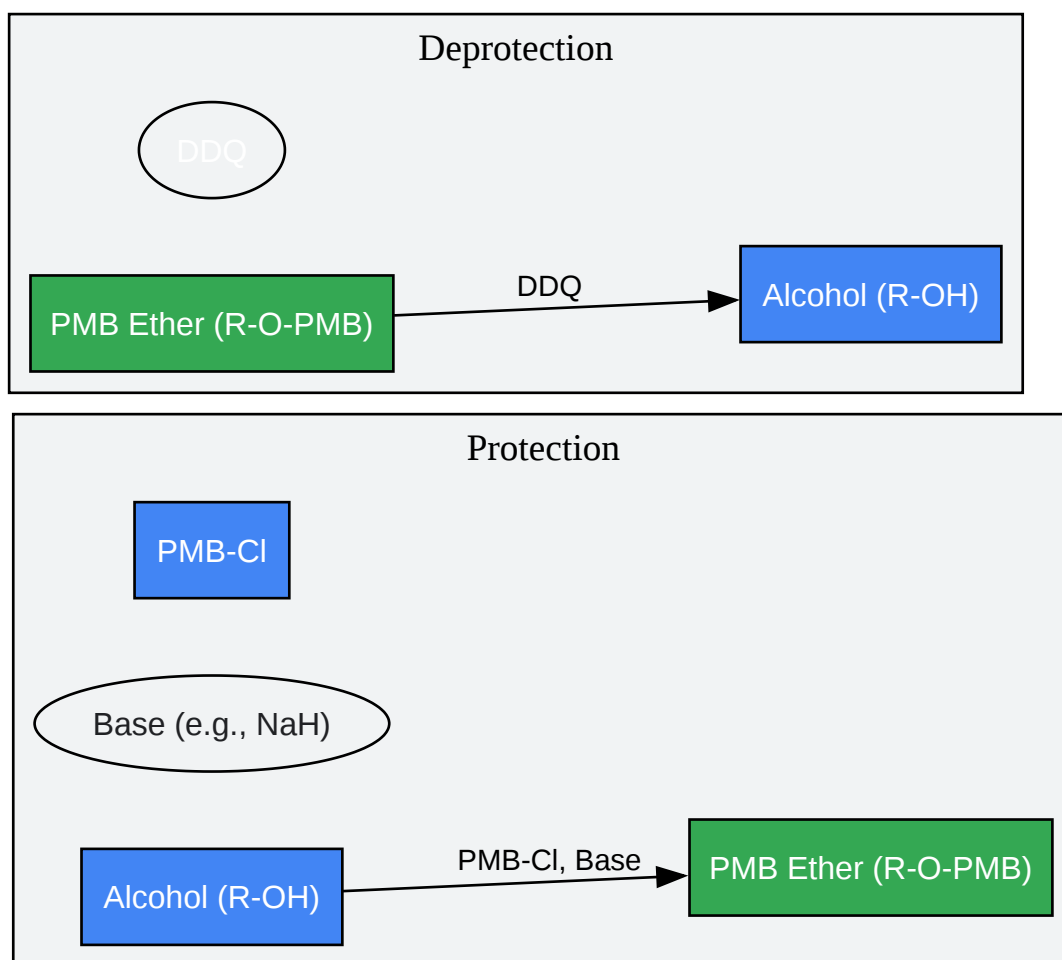 Deprotection
DDQ
DDQ
PMB Ether (R-O-PMB)
Alcohol (R-OH)
Protection
PMB-Cl
Base (e.g., NaH)
PMB-Cl, Base
Alcohol (R-OH)
PMB Ether (R-O-PMB)